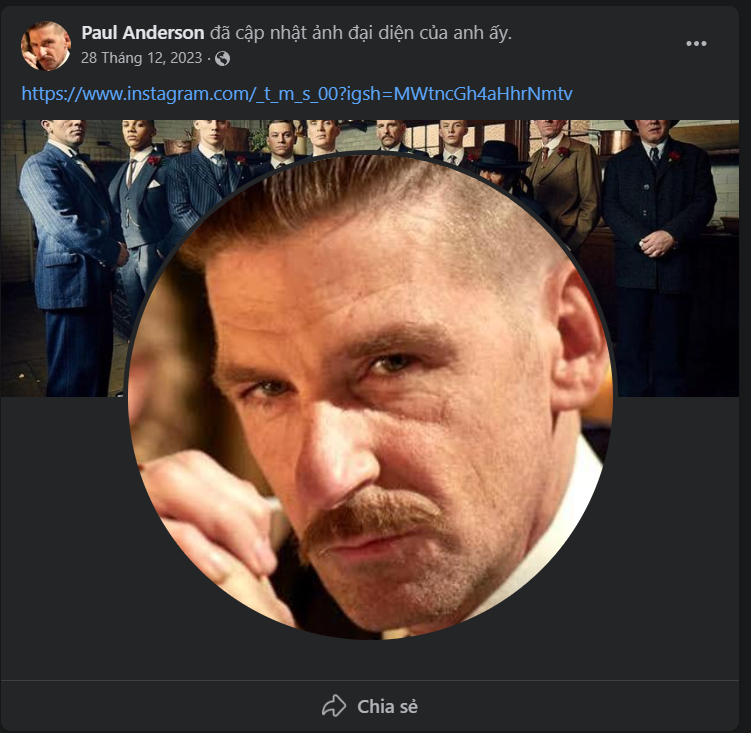 Paul Anderson đã cập nhật ảnh đại diện của anh ấy.
28 Tháng 12, 2023 ·
https://www.instagram.com/_t_m_s_00?igsh=MWtncGh4aHhrNmtv
Chia sẻ